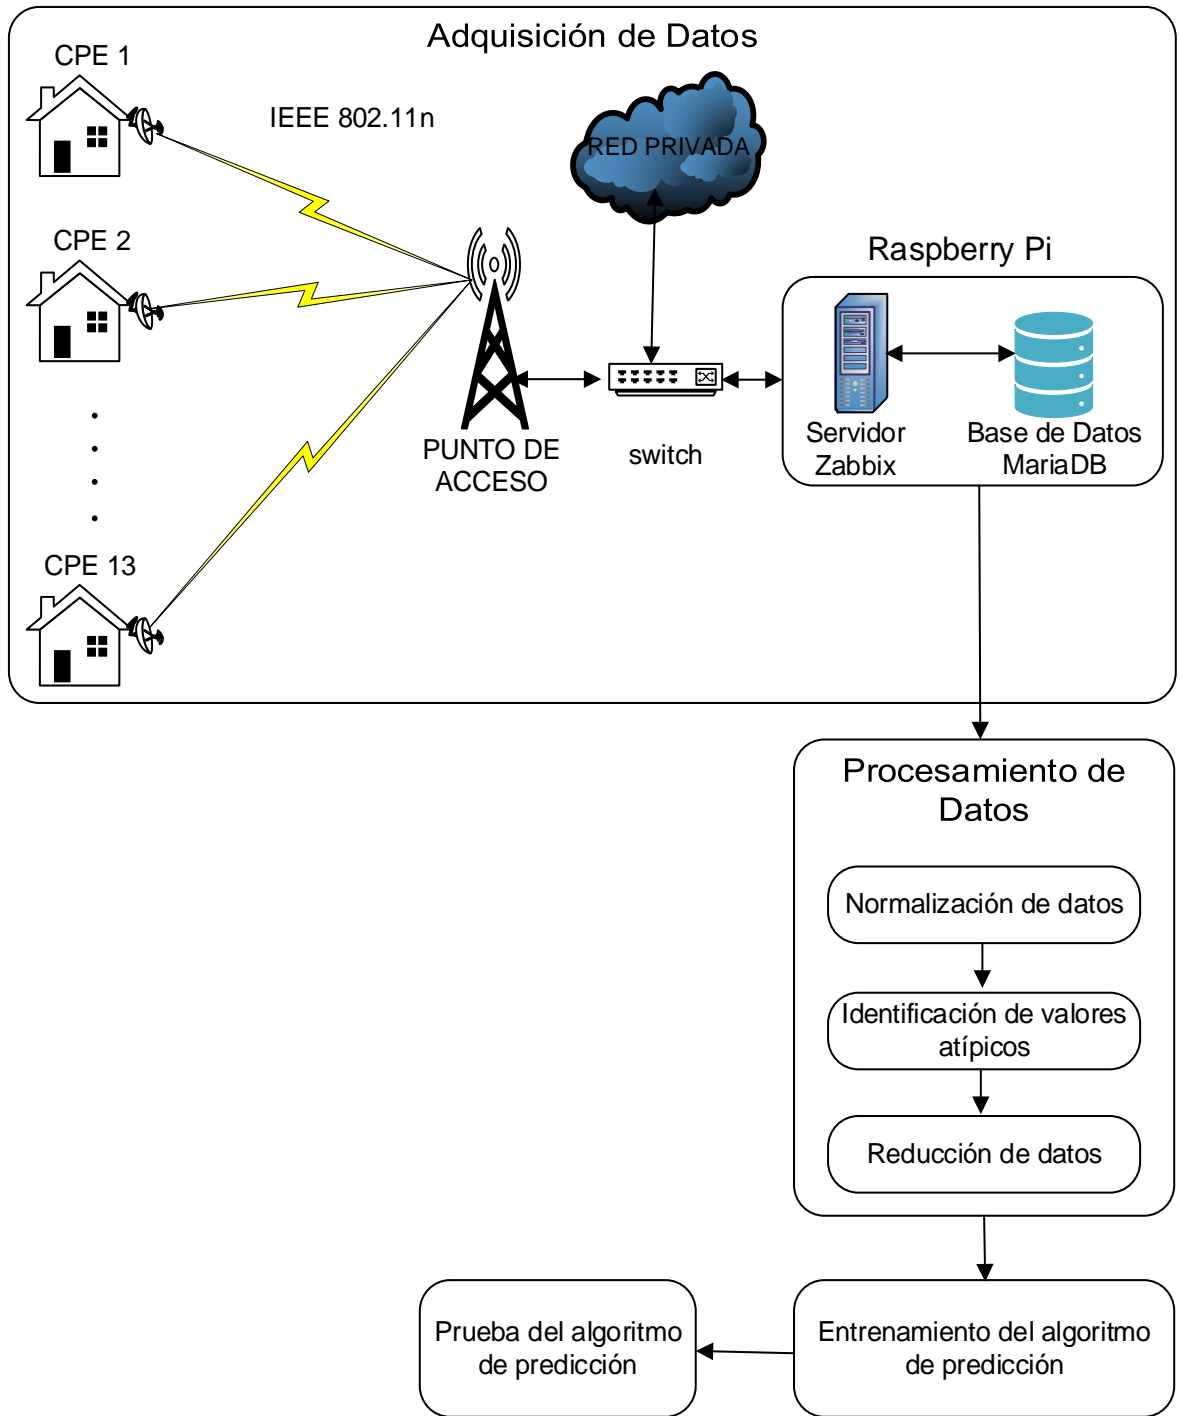 Adquisición de Datos
CPE 1
IEEE 802.11n
RED PRIVADA
CPE 2
Raspberry Pi
PUNTO DE
ACCESO
switch
Servidor
Zabbix
Base de Datos
MariaDB
CPE 13
Procesamiento de
Datos
Normalización de datos
Identificación de valores
atípicos
Reducción de datos
Prueba del algoritmo
de predicción
Entrenamiento del algoritmo
de predicción